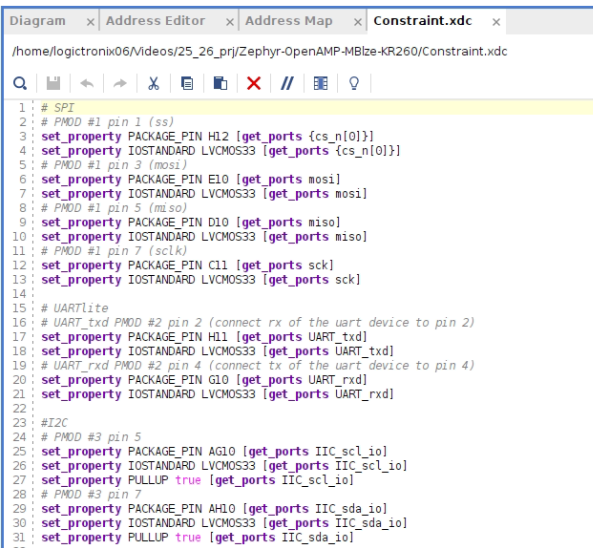 Diagram × Address Editor × Address Map × Constraint.xdc ×
/home/logictronix06/Videos/25_26_prj/Zephyr-OpenAMP-MBlze-KR260/Constraint.xdc
1 # SPI
2 # PMOD #1 pin 1 (ss)
3 set_property PACKAGE_PIN H12 [get_ports {cs_n[0]}]
4 set_property IOSTANDARD LVCMOS33 [get_ports {cs_n[0]}]
5 # PMOD #1 pin 3 (mosi)
6 set_property PACKAGE_PIN E10 [get_ports mosi]
7 set_property IOSTANDARD LVCMOS33 [get_ports mosi]
8 # PMOD #1 pin 5 (miso)
9 set_property PACKAGE_PIN D10 [get_ports miso]
10 set_property IOSTANDARD LVCMOS33 [get_ports miso]
11 # PMOD #1 pin 7 (sclk)
12 set_property PACKAGE_PIN C11 [get_ports sck]
13 set_property IOSTANDARD LVCMOS33 [get_ports sck]
14
15 # UARTlite
16 # UART_txd PMOD #2 pin 2 (connect rx of the uart device to pin 2)
17 set_property PACKAGE_PIN H11 [get_ports UART_txd]
18 set_property IOSTANDARD LVCMOS33 [get_ports UART_txd]
19 # UART_rxd PMOD #2 pin 4 (connect tx of the uart device to pin 4)
20 set_property PACKAGE_PIN G10 [get_ports UART_rxd]
21 set_property IOSTANDARD LVCMOS33 [get_ports UART_rxd]
22
23 #I2C
24 # PMOD #3 pin 5
25 set_property PACKAGE_PIN AG10 [get_ports IIC_scl_io]
26 set_property IOSTANDARD LVCMOS33 [get_ports IIC_scl_io]
27 set_property PULLUP true [get_ports IIC_scl_io]
28 # PMOD #3 pin 7
29 set_property PACKAGE_PIN AH10 [get_ports IIC_sda_io]
30 set_property IOSTANDARD LVCMOS33 [get_ports IIC_sda_io]
31 set_property PULLUP true [get_ports IIC_sda_io]